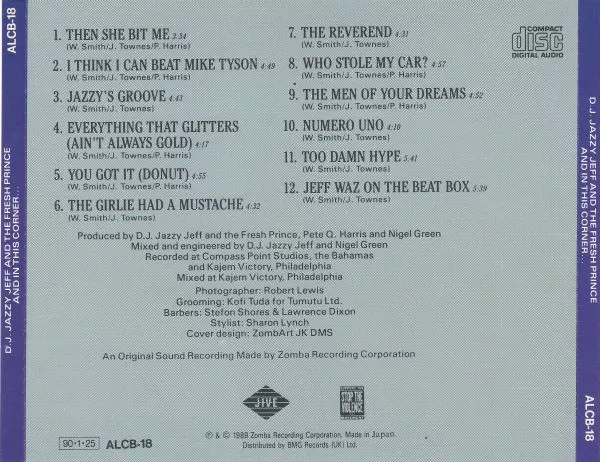 ALCB-18
D.J. JAZZY JEFF AND THE FRESH PRINCE
AND IN THIS CORNER...
1. THEN SHE BIT ME 3:34
(W. Smith/J. Townes/P. Harris)
2. I THINK I CAN BEAT MIKE TYSON 4:49
(W. Smith/J. Townes/P. Harris)
3. JAZZY'S GROOVE 4:43
(W. Smith/J. Townes)
4. EVERYTHING THAT GLITTERS
(AIN'T ALWAYS GOLD) 4:17
(W. Smith/J. Townes/P. Harris)
5. YOU GOT IT (DONUT) 4:55
(W. Smith/J. Townes/P. Harris)
6. THE GIRLIE HAD A MUSTACHE 4:32
(W. Smith/J. Townes)
7. THE REVEREND 4:31
(W. Smith/J. Townes)
8. WHO STOLE MY CAR? 4:57
(W. Smith/J. Townes/P. Harris)
9. THE MEN OF YOUR DREAMS 4:52
(W. Smith/J. Townes/P. Harris)
10. NUMERO UNO 4:10
(W. Smith/J. Townes)
11. TOO DAMN HYPE 5:41
(W. Smith/J. Townes)
12. JEFF WAZ ON THE BEAT BOX 5:39
(W. Smith/J. Townes)
COMPACT
disc
DIGITAL AUDIO
Produced by D.J. Jazzy Jeff and the Fresh Prince, Pete Q. Harris and Nigel Green
Mixed and engineered by D.J. Jazzy Jeff and Nigel Green
Recorded at Compass Point Studios, the Bahamas
and Kajem Victory, Philadelphia
Mixed at Kajem Victory, Philadelphia
Photographer: Robert Lewis
Grooming: Kofi Tuda for Tumutu Ltd.
Barbers: Stefon Shores & Lawrence Dixon
Stylist: Sharon Lynch
Cover design: ZombArt JK DMS
An Original Sound Recording Made by Zomba Recording Corporation
JIVE
STOP THE
VIOLENCE
90·1·25 ALCB-18
℗ & © 1989 Zomba Recording Corporation. Made in Japan.
Distributed by BMG Records (UK) Ltd.
D.J. JAZZY JEFF AND THE FRESH PRINCE
AND IN THIS CORNER...
ALCB-18